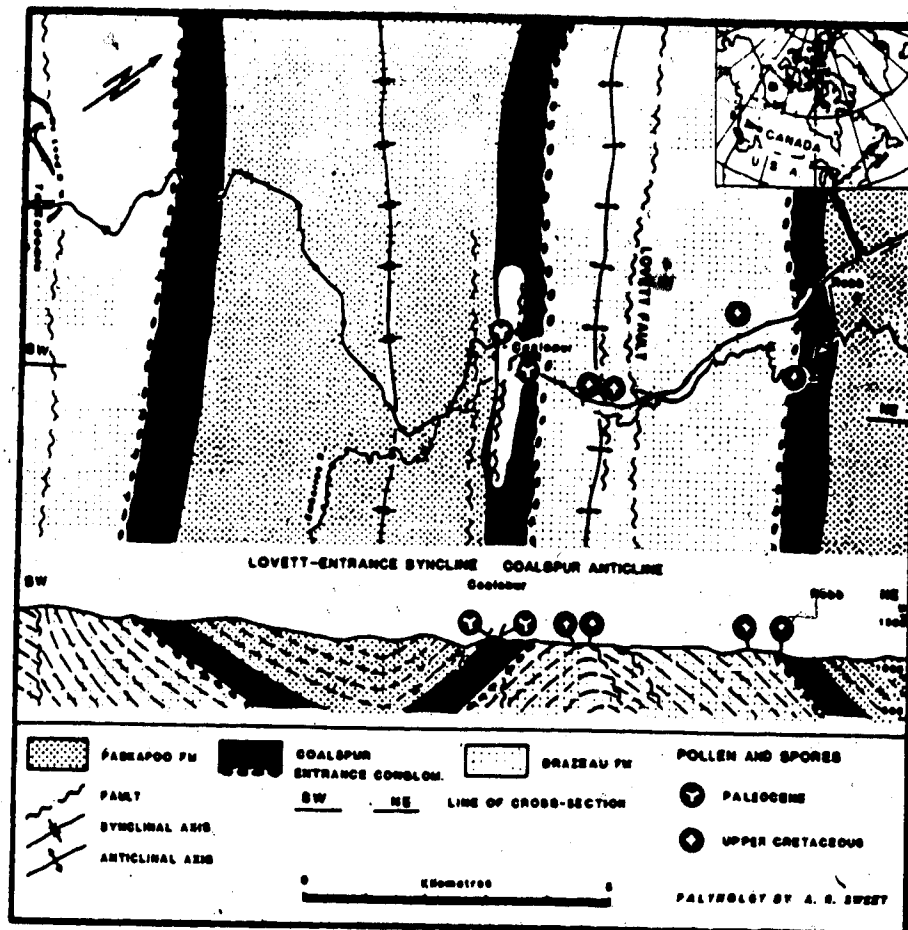 CANADA
U S A
LOVETT FAULT
Coalspur
Robb
SW
NE
LOVETT-ENTRANCE SYNCLINE COALSPUR ANTICLINE
SW
Coalspur
Robb
NE
PASKAPOO FM
COALSPUR
ENTRANCE CONGLOM.
BRAZEAU FM
POLLEN AND SPORES
FAULT
SW NE LINE OF CROSS-SECTION
PALEOCENE
SYNCLINAL AXIS
ANTICLINAL AXIS
UPPER CRETACEOUS
0 Kilometres 5
PALYNOLOGY BY A. R. SWEET